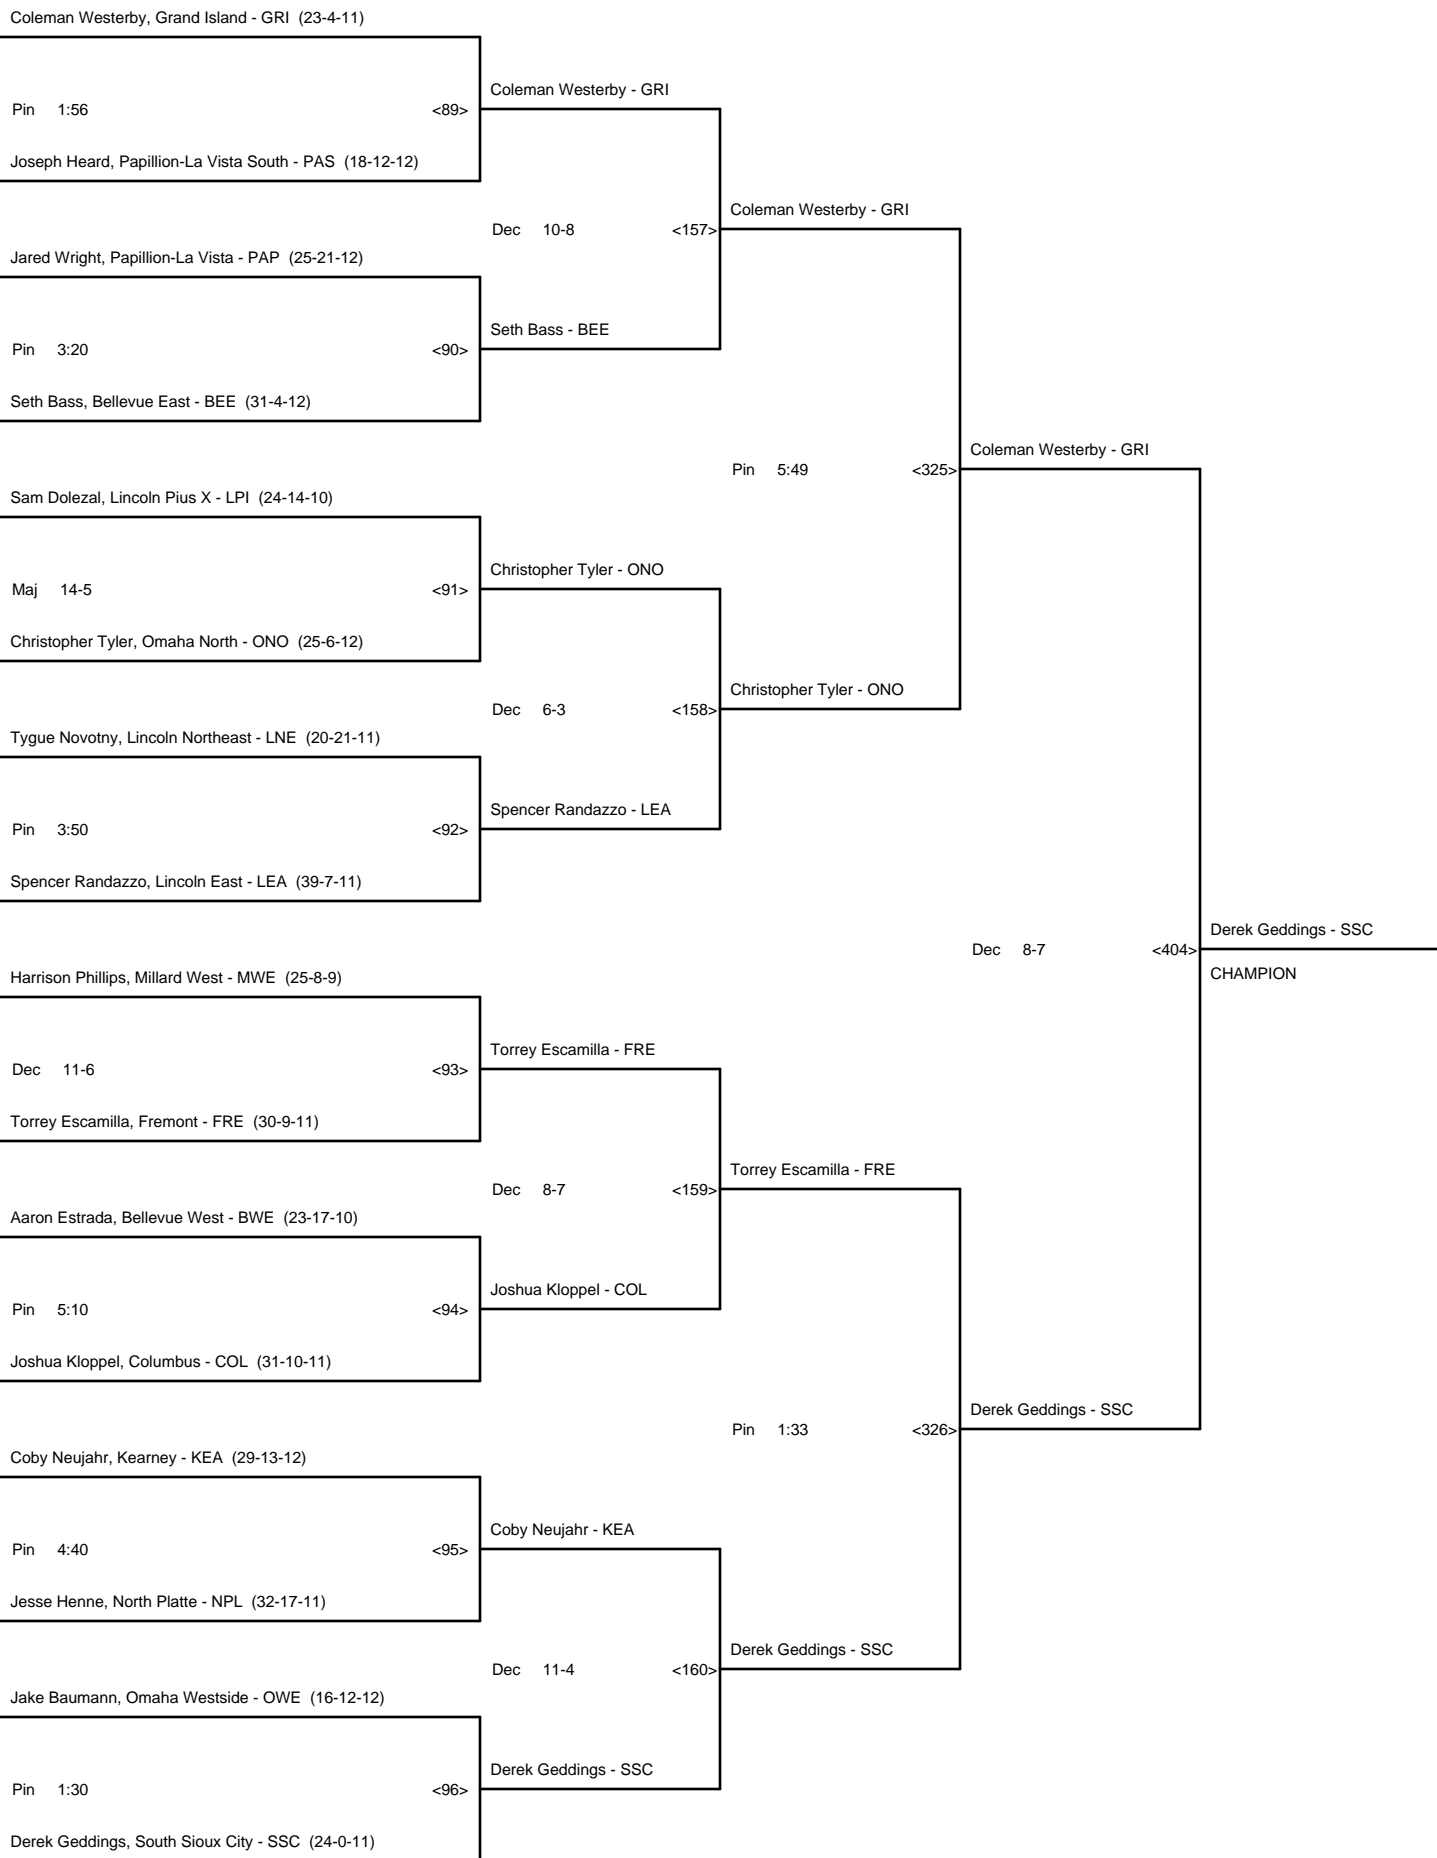 Coleman Westerby, Grand Island - GRI (23-4-11)
Coleman Westerby - GRI
Pin 1:56 <89>
Joseph Heard, Papillion-La Vista South - PAS (18-12-12)
Coleman Westerby - GRI
Dec 10-8 <157>
Jared Wright, Papillion-La Vista - PAP (25-21-12)
Seth Bass - BEE
Pin 3:20 <90>
Seth Bass, Bellevue East - BEE (31-4-12)
Coleman Westerby - GRI
Pin 5:49 <325>
Sam Dolezal, Lincoln Pius X - LPI (24-14-10)
Christopher Tyler - ONO
Maj 14-5 <91>
Christopher Tyler, Omaha North - ONO (25-6-12)
Christopher Tyler - ONO
Dec 6-3 <158>
Tygue Novotny, Lincoln Northeast - LNE (20-21-11)
Spencer Randazzo - LEA
Pin 3:50 <92>
Spencer Randazzo, Lincoln East - LEA (39-7-11)
Derek Geddings - SSC
Dec 8-7 <404>
CHAMPION
Harrison Phillips, Millard West - MWE (25-8-9)
Torrey Escamilla - FRE
Dec 11-6 <93>
Torrey Escamilla, Fremont - FRE (30-9-11)
Torrey Escamilla - FRE
Dec 8-7 <159>
Aaron Estrada, Bellevue West - BWE (23-17-10)
Joshua Kloppel - COL
Pin 5:10 <94>
Joshua Kloppel, Columbus - COL (31-10-11)
Derek Geddings - SSC
Pin 1:33 <326>
Coby Neujahr, Kearney - KEA (29-13-12)
Coby Neujahr - KEA
Pin 4:40 <95>
Jesse Henne, North Platte - NPL (32-17-11)
Derek Geddings - SSC
Dec 11-4 <160>
Jake Baumann, Omaha Westside - OWE (16-12-12)
Derek Geddings - SSC
Pin 1:30 <96>
Derek Geddings, South Sioux City - SSC (24-0-11)